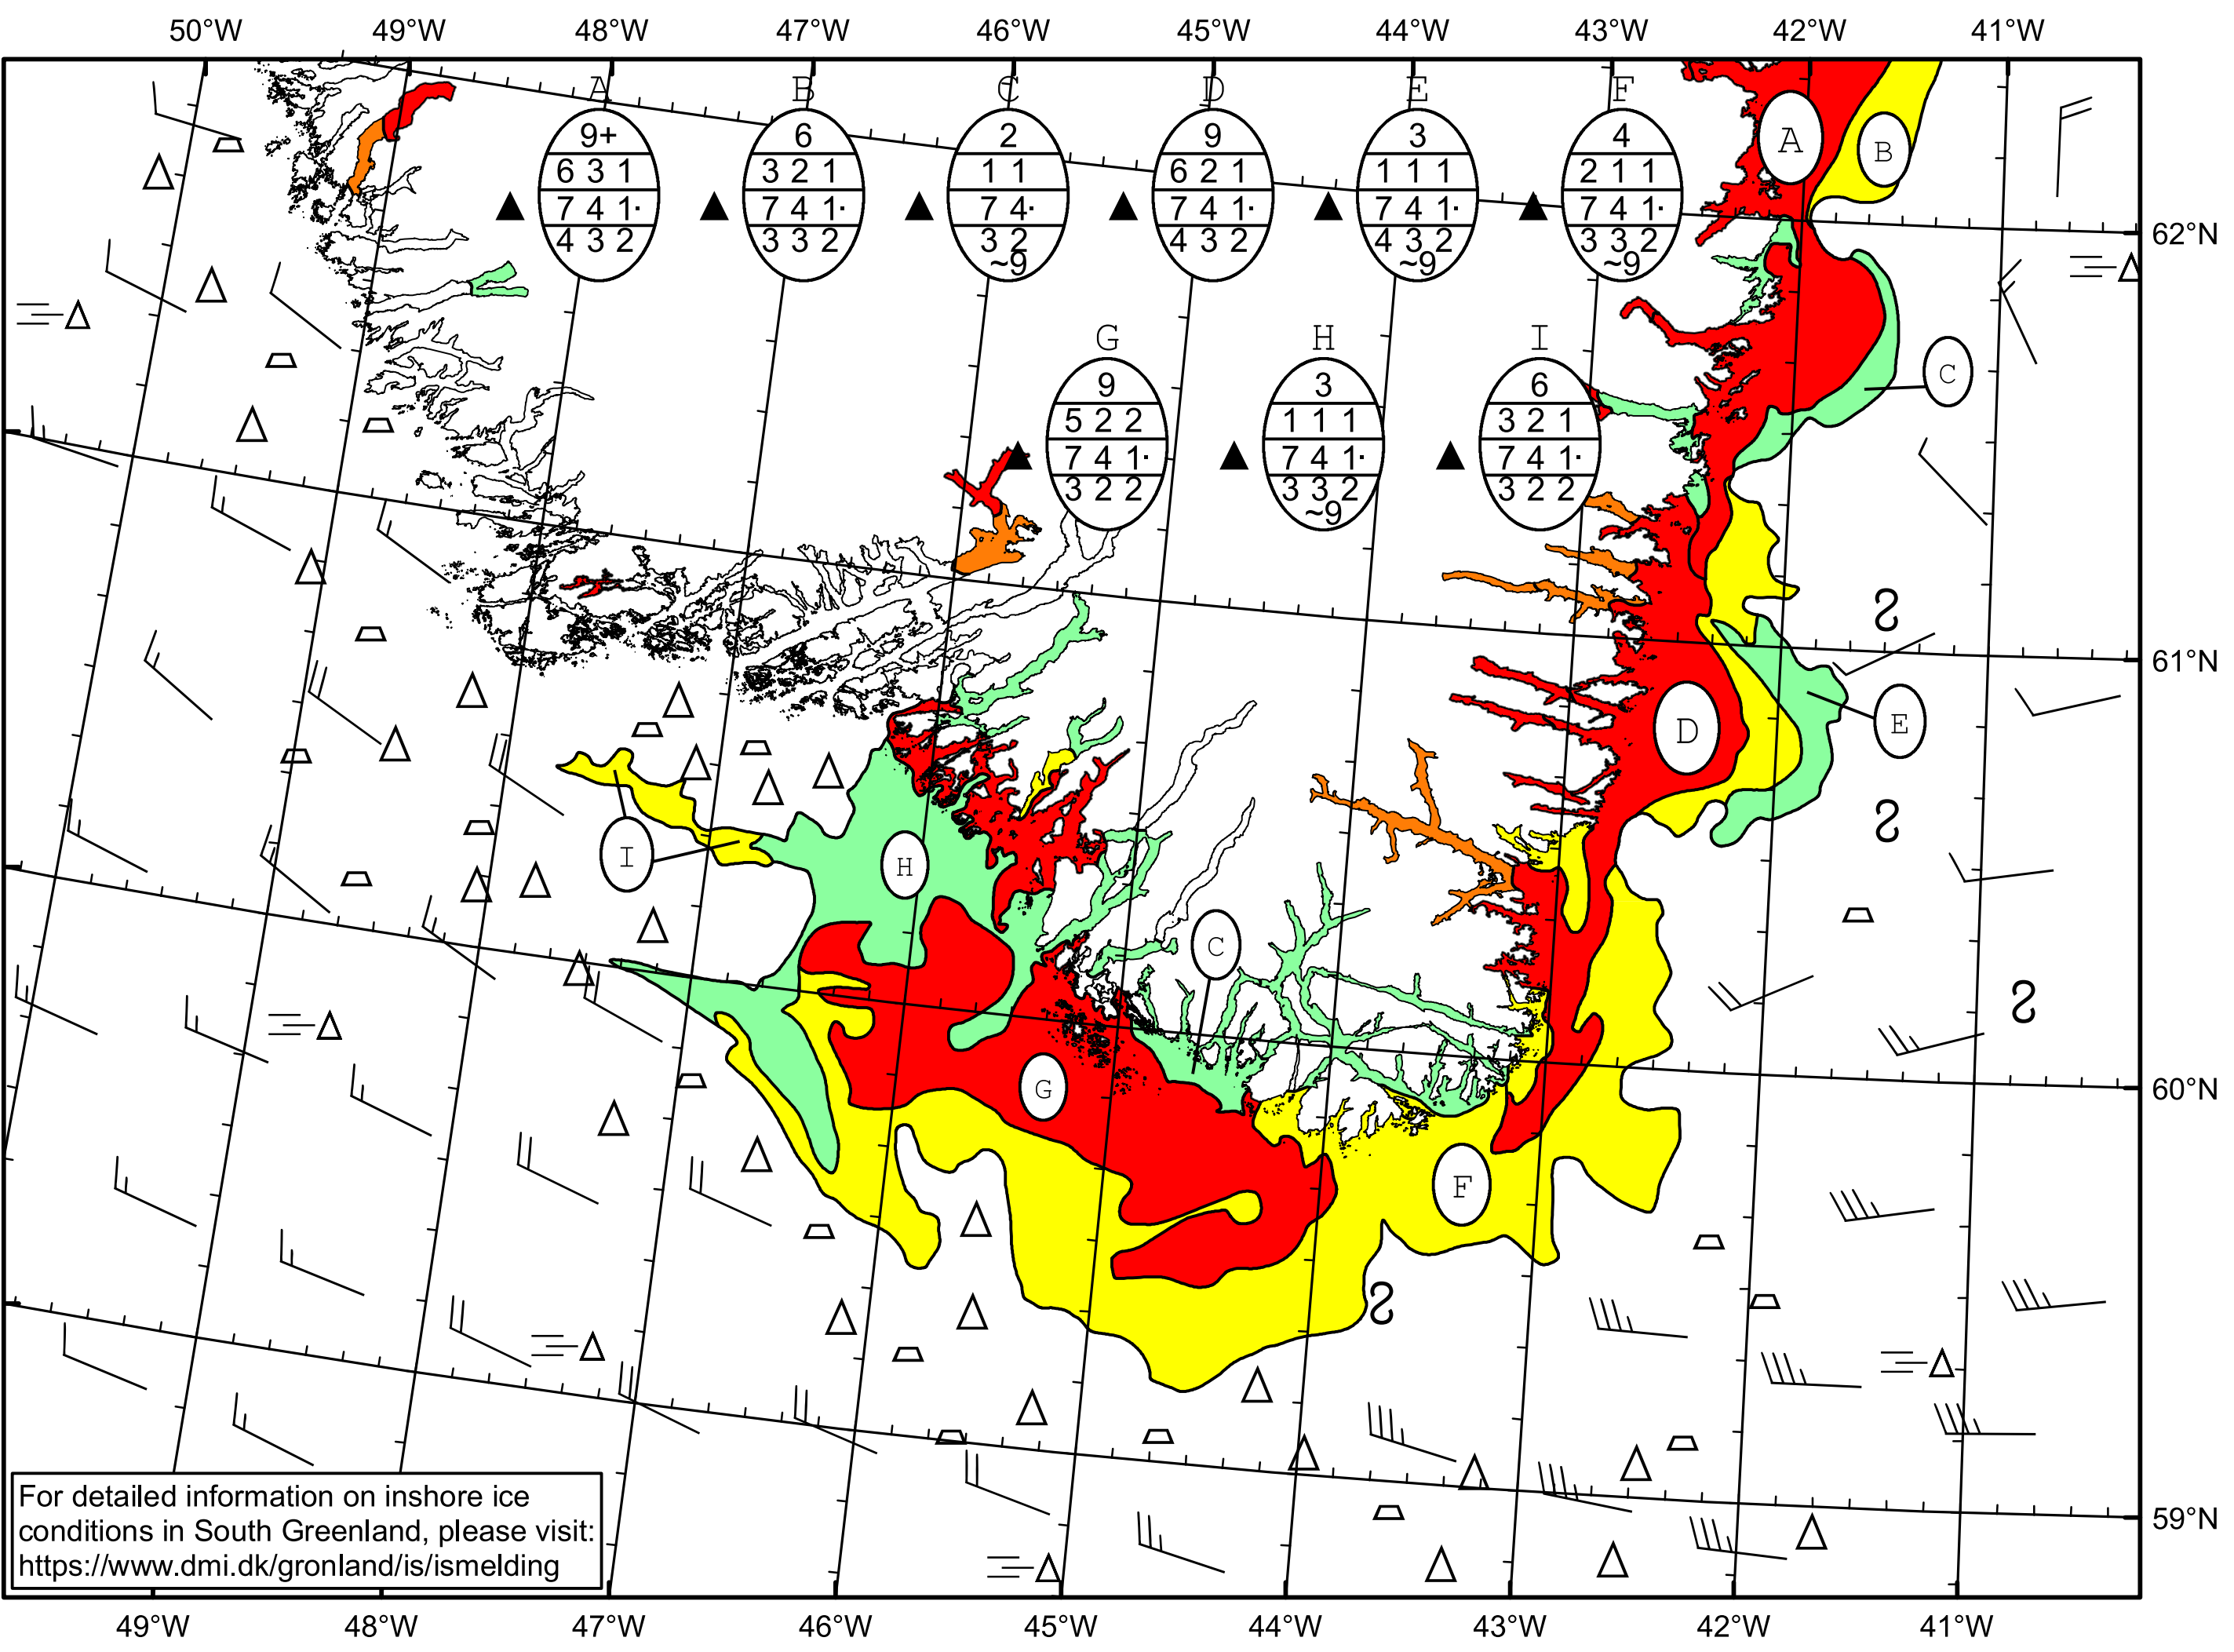 50°W 49°W 48°W 47°W 46°W 45°W 44°W 43°W 42°W 41°W
A B C D E F
9+ 6 2 9 3 4
6 3 1 3 2 1 1 1 6 2 1 1 1 1 2 1 1
7 4 1· 7 4 1· 7 4· 7 4 1· 7 4 1· 7 4 1·
4 3 2 3 3 2 3 2 4 3 2 4 3 2 3 3 2
~9 ~9 ~9
A
B
62°N
G H I
9 3 6
5 2 2 1 1 1 3 2 1
7 4 1· 7 4 1· 7 4 1·
3 2 2 3 3 2 3 2 2
~9
C
61°N
D
E
I
H
C
G
60°N
F
For detailed information on inshore ice
conditions in South Greenland, please visit:
https://www.dmi.dk/gronland/is/ismelding
59°N
49°W 48°W 47°W 46°W 45°W 44°W 43°W 42°W 41°W